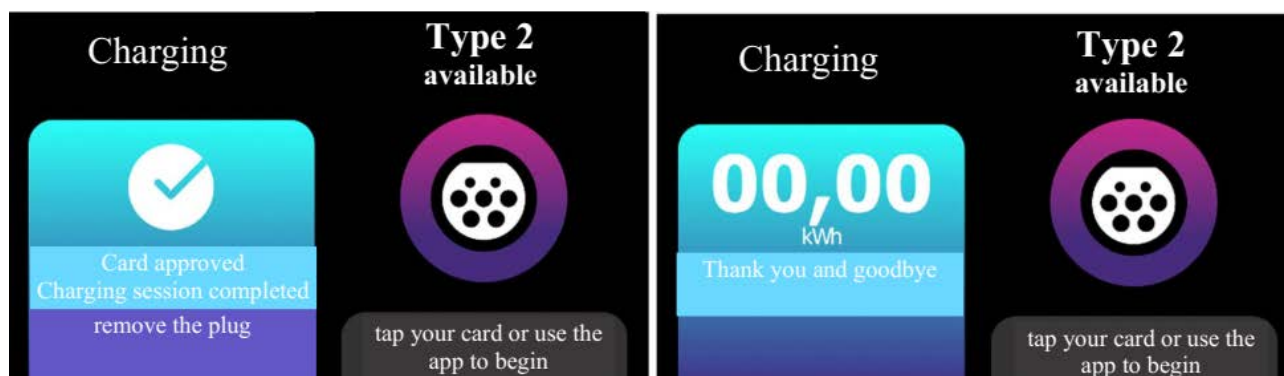 Charging
Card approved
Charging session completed
remove the plug
Type 2
available
tap your card or use the
app to begin
Charging
00,00
kWh
Thank you and goodbye
Type 2
available
tap your card or use the
app to begin